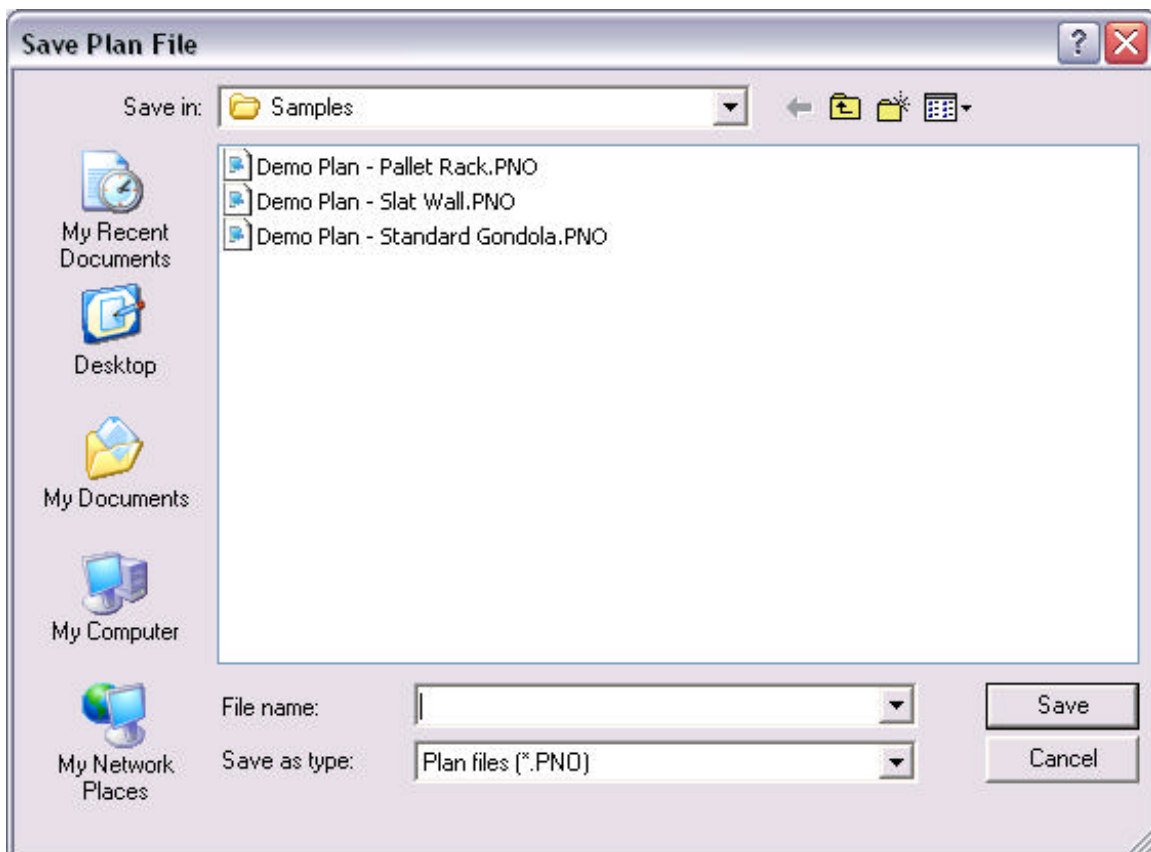 Save Plan File
Save in:
Samples
Demo Plan - Pallet Rack.PNO
Demo Plan - Slat Wall.PNO
Demo Plan - Standard Gondola.PNO
My Recent
Documents
Desktop
My Documents
My Computer
My Network
Places
File name:
Save
Save as type:
Plan files (*.PNO)
Cancel